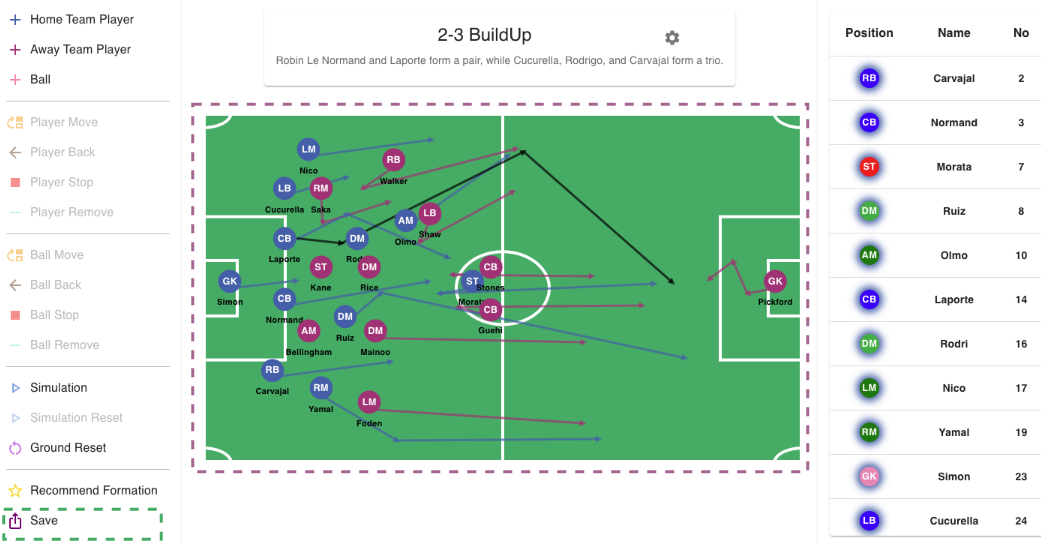 Home Team Player
Away Team Player
Ball
Player Move
Player Back
Player Stop
Player Remove
Ball Move
Ball Back
Ball Stop
Ball Remove
Simulation
Simulation Reset
Ground Reset
Recommend Formation
Save
2-3 BuildUp
Robin Le Normand and Laporte form a pair, while Cucurella, Rodrigo, and Carvajal form a trio.
LM
Nico
RB
Walker
LB
Cucurella
RM
Saka
AM
Olmo
LB
Shaw
CB
Laporte
DM
ST
Kane
DM
Rice
CB
Stones
ST
GK
Simon
GK
Pickford
CB
Normand
CB
Guehi
DM
Ruiz
AM
Bellingham
DM
Mainoo
RB
Carvajal
RM
Yamal
LM
Foden
Position Name No
RB Carvajal 2
CB Normand 3
ST Morata 7
DM Ruiz 8
AM Olmo 10
CB Laporte 14
DM Rodri 16
LM Nico 17
RM Yamal 19
GK Simon 23
LB Cucurella 24